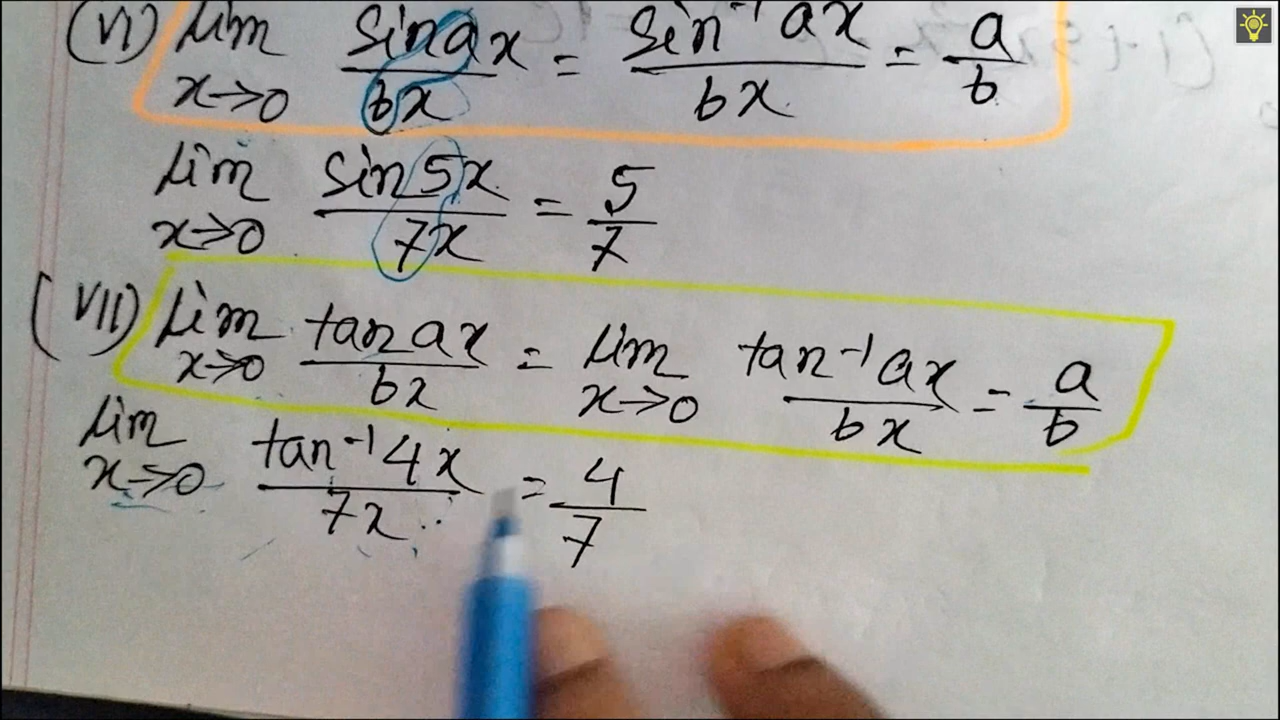 (VI) lim x→0 sin ax / bx = sin⁻¹ ax / bx = a/b
lim x→0 sin 5x / 7x = 5/7
(VII) lim x→0 tan ax / bx = lim x→0 tan⁻¹ ax / bx = a/b
lim x→0 tan⁻¹ 4x / 7x = 4/7